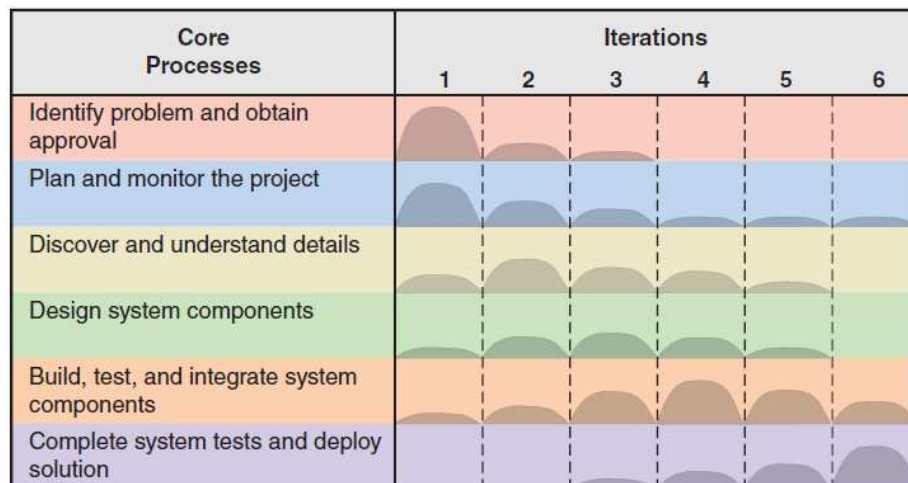 Core
Processes
Iterations
1 2 3 4 5 6
Identify problem and obtain
approval
Plan and monitor the project
Discover and understand details
Design system components
Build, test, and integrate system
components
Complete system tests and deploy
solution